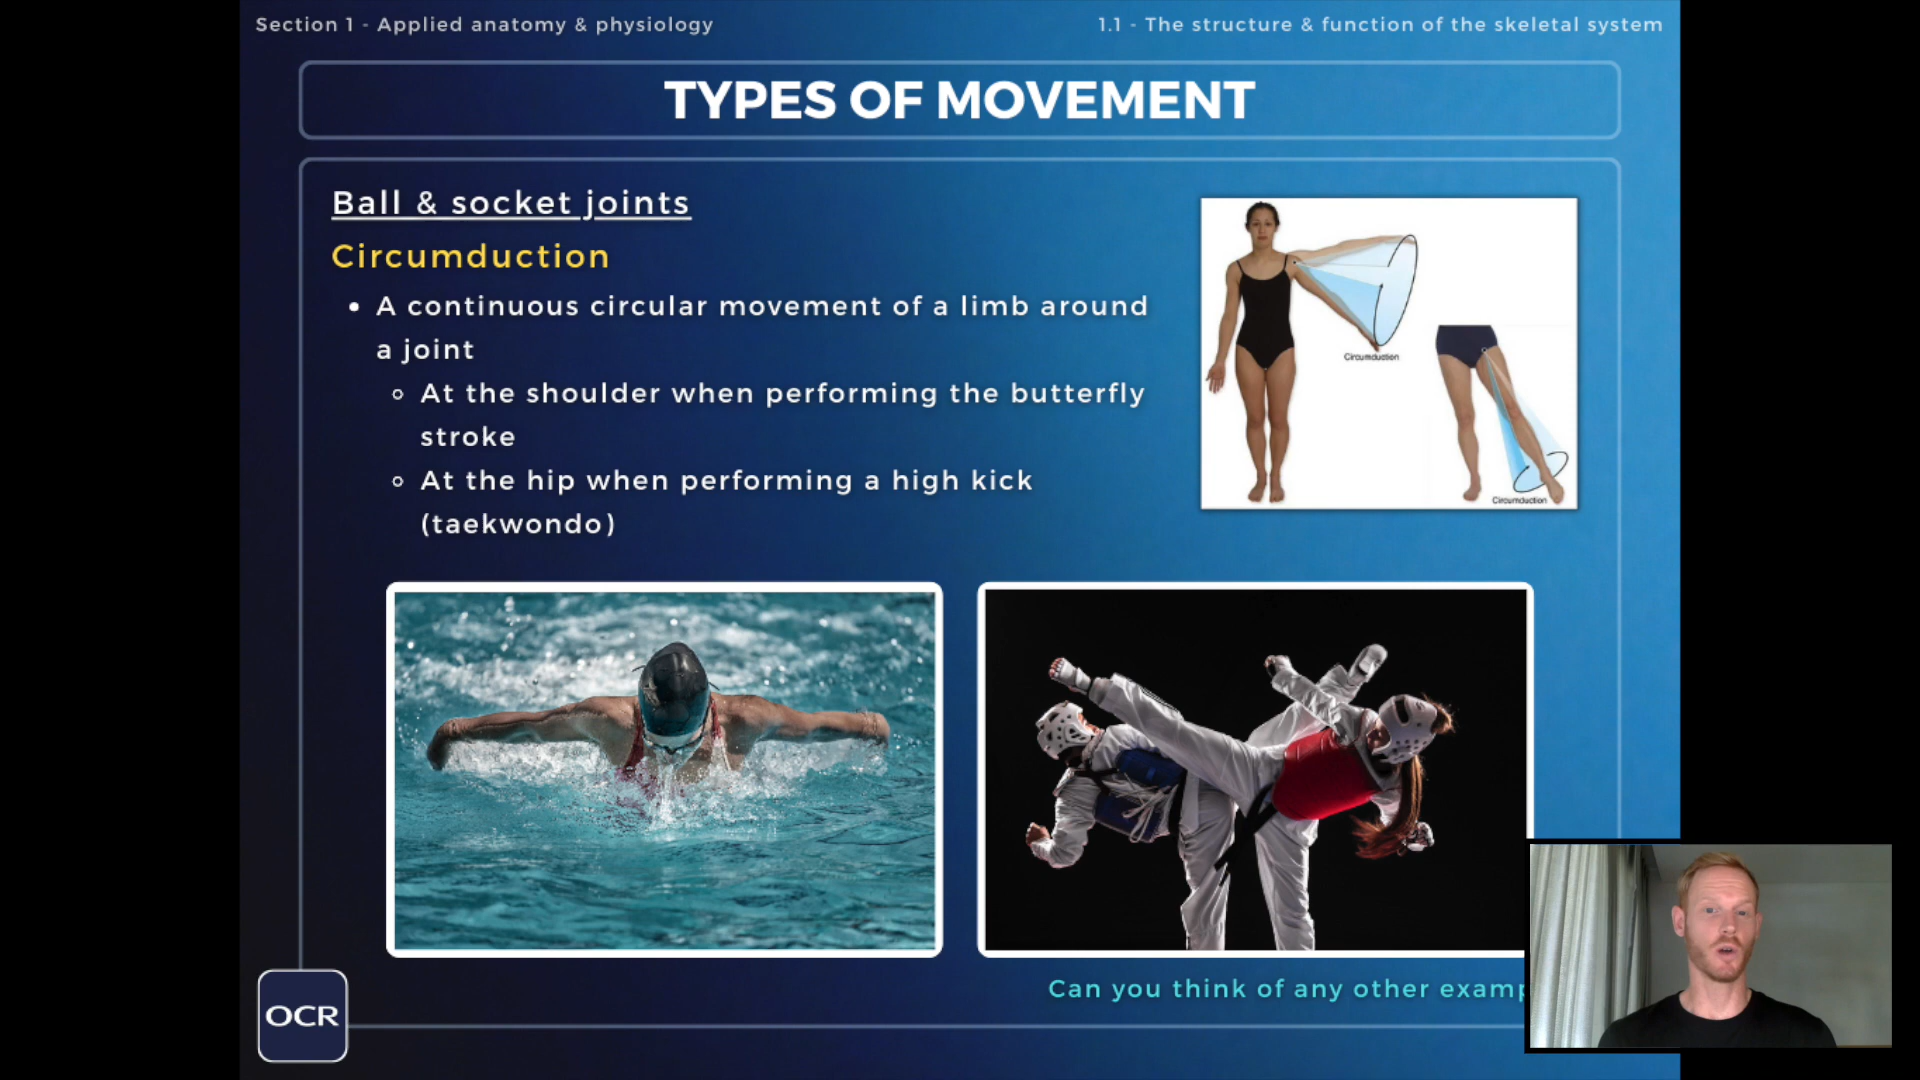 Section 1 - Applied anatomy & physiology
1.1 - The structure & function of the skeletal system
TYPES OF MOVEMENT
Ball & socket joints
Circumduction
• A continuous circular movement of a limb around
a joint
◦ At the shoulder when performing the butterfly
stroke
◦ At the hip when performing a high kick
(taekwondo)
Circumduction
Circumduction
Can you think of any other examp
OCR